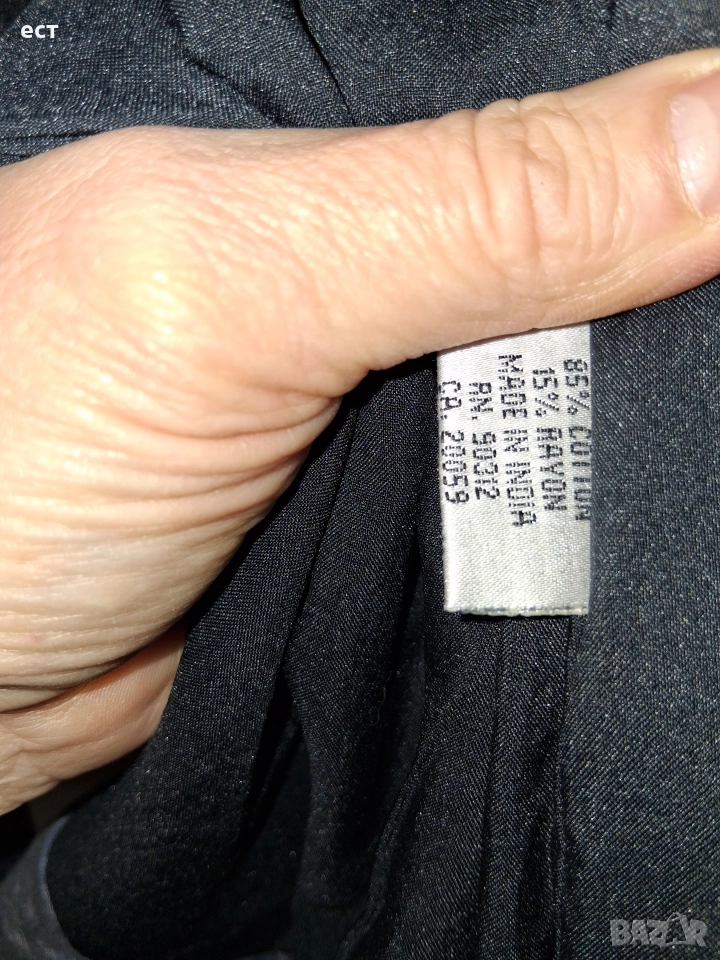 ест
85% COTTON
15% RAYON
MADE IN INDIA
RN. 90312
CA. 20059
BAZAR